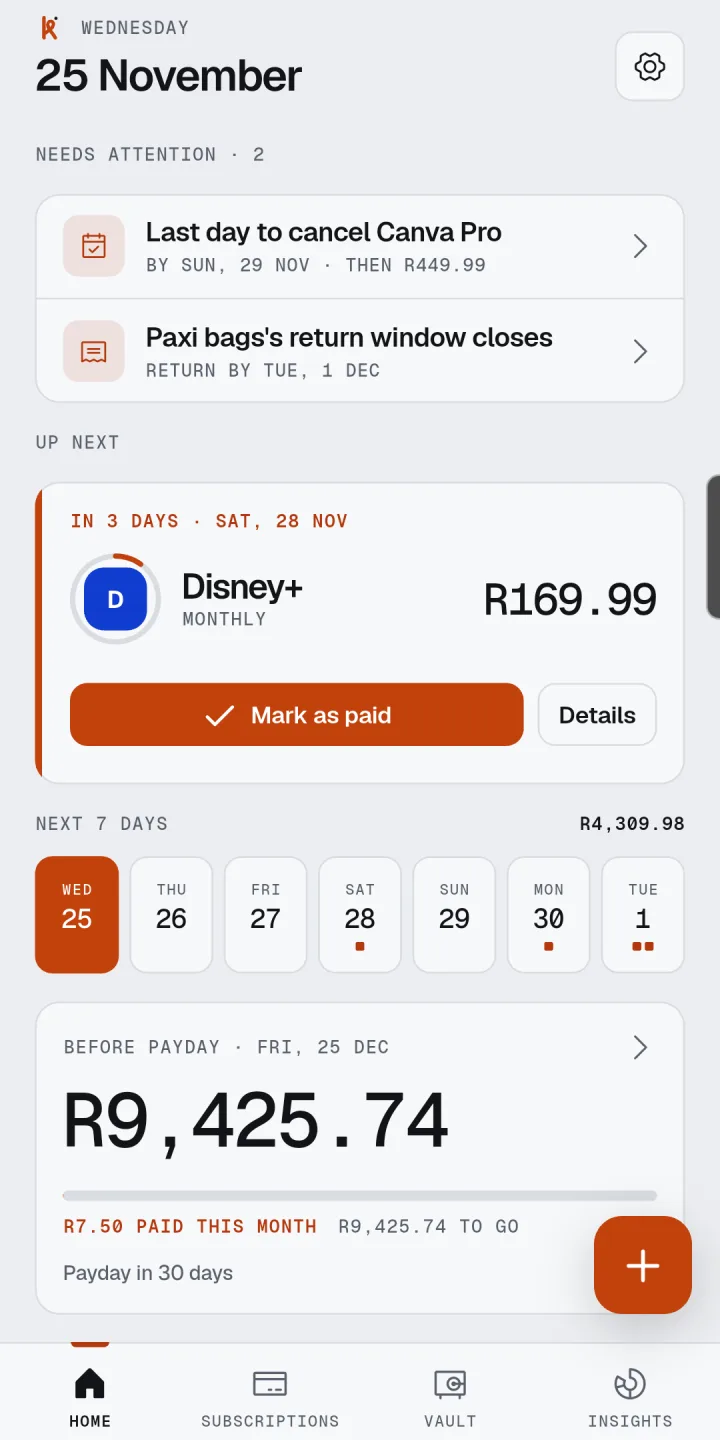 WEDNESDAY
25 November
NEEDS ATTENTION · 2
Last day to cancel Canva Pro
BY SUN, 29 NOV · THEN R449.99
Paxi bags's return window closes
RETURN BY TUE, 1 DEC
UP NEXT
IN 3 DAYS · SAT, 28 NOV
D
Disney+
MONTHLY
R169.99
Mark as paid
Details
NEXT 7 DAYS
R4,309.98
WED THU FRI SAT SUN MON TUE
25 26 27 28 29 30 1
BEFORE PAYDAY · FRI, 25 DEC
R9,425.74
R7.50 PAID THIS MONTH R9,425.74 TO GO
Payday in 30 days
HOME SUBSCRIPTIONS VAULT INSIGHTS